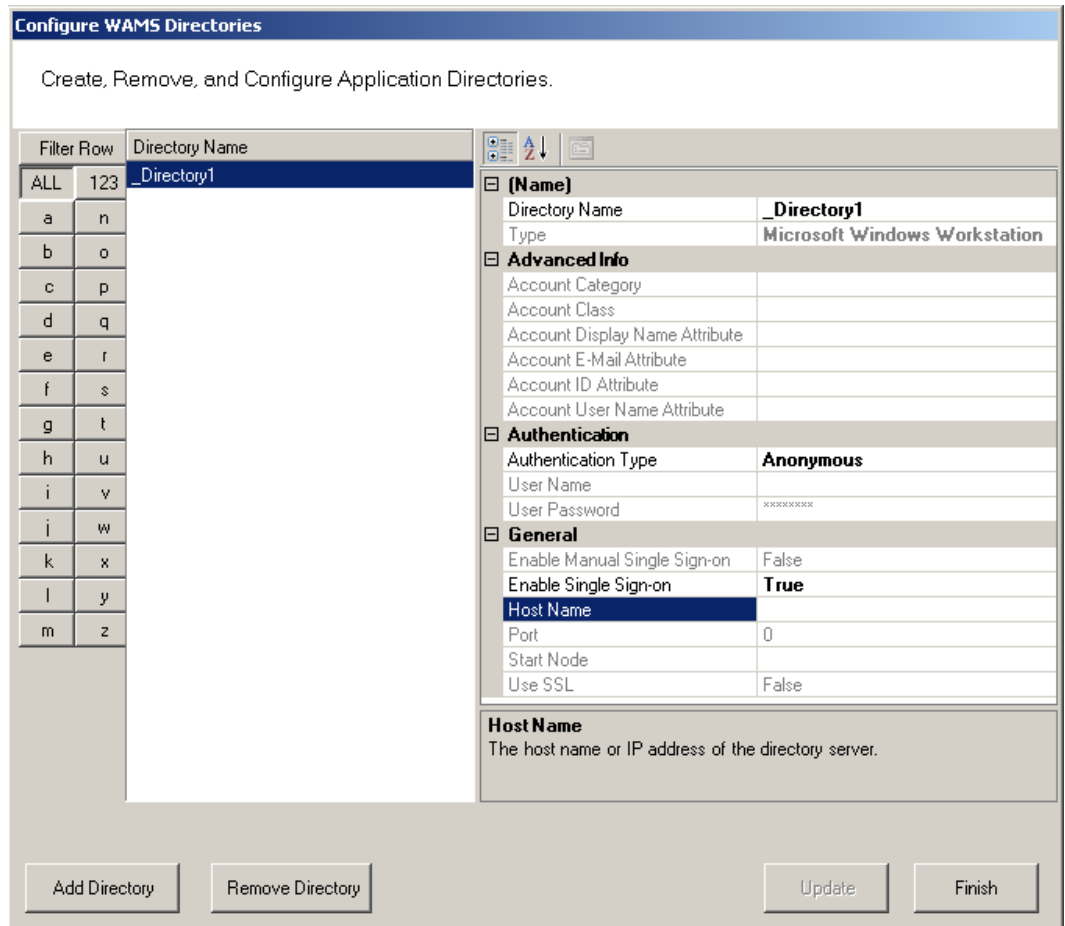 Configure WAMS Directories
Create, Remove, and Configure Application Directories.
Filter Row
Directory Name
ALL 123
_Directory1
a n
b o
c p
d q
e r
f s
g t
h u
i v
j w
k x
l y
m z
(Name)
Directory Name _Directory1
Type Microsoft Windows Workstation
Advanced Info
Account Category
Account Class
Account Display Name Attribute
Account E-Mail Attribute
Account ID Attribute
Account User Name Attribute
Authentication
Authentication Type Anonymous
User Name
User Password ********
General
Enable Manual Single Sign-on False
Enable Single Sign-on True
Host Name
Port 0
Start Node
Use SSL False
Host Name
The host name or IP address of the directory server.
Add Directory
Remove Directory
Update
Finish